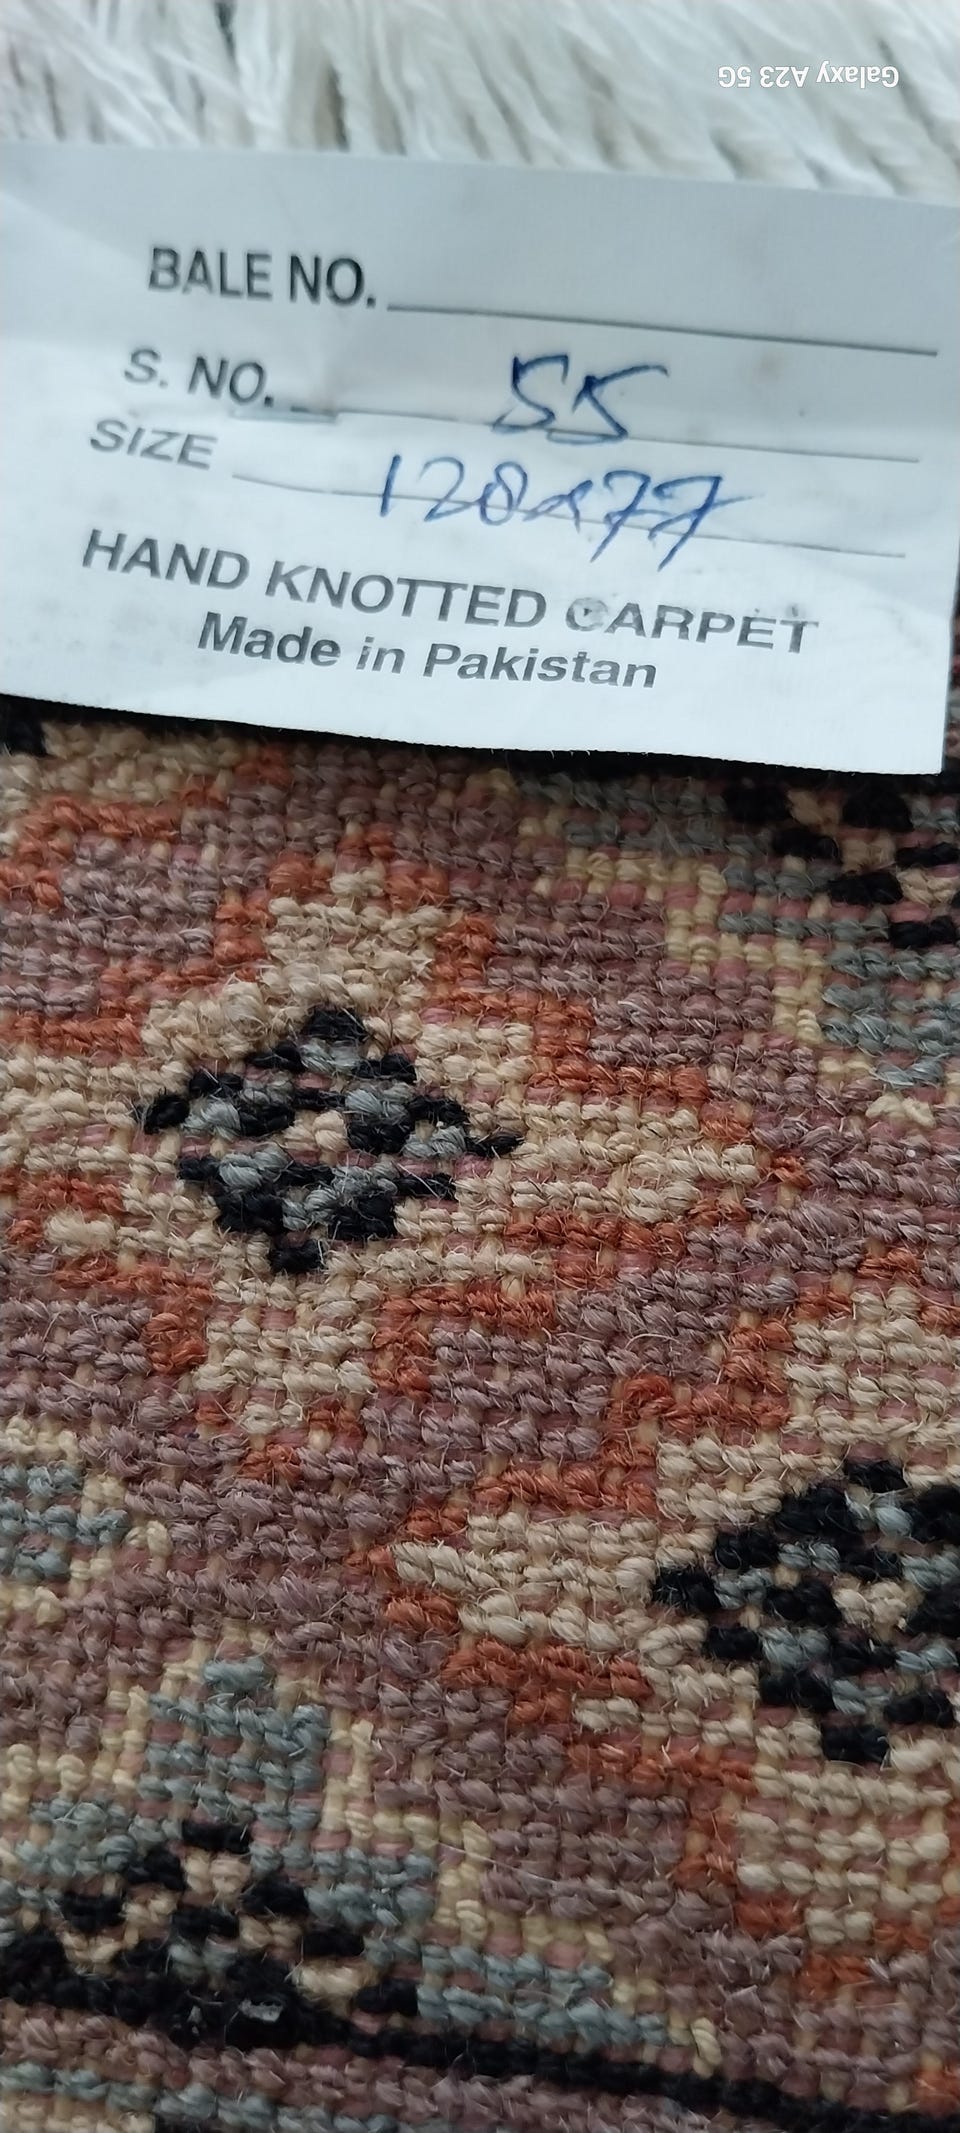 Galaxy A23 5G
BALE NO.
S. NO. 55
SIZE 120x77
HAND KNOTTED CARPET
Made in Pakistan